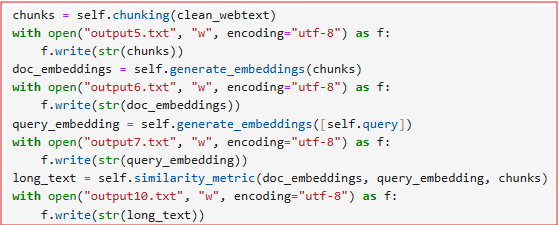 chunks = self.chunking(clean_webtext)
with open("output5.txt", "w", encoding="utf-8") as f:
    f.write(str(chunks))
doc_embeddings = self.generate_embeddings(chunks)
with open("output6.txt", "w", encoding="utf-8") as f:
    f.write(str(doc_embeddings))
query_embedding = self.generate_embeddings([self.query])
with open("output7.txt", "w", encoding="utf-8") as f:
    f.write(str(query_embedding))
long_text = self.similarity_metric(doc_embeddings, query_embedding, chunks)
with open("output10.txt", "w", encoding="utf-8") as f:
    f.write(str(long_text))